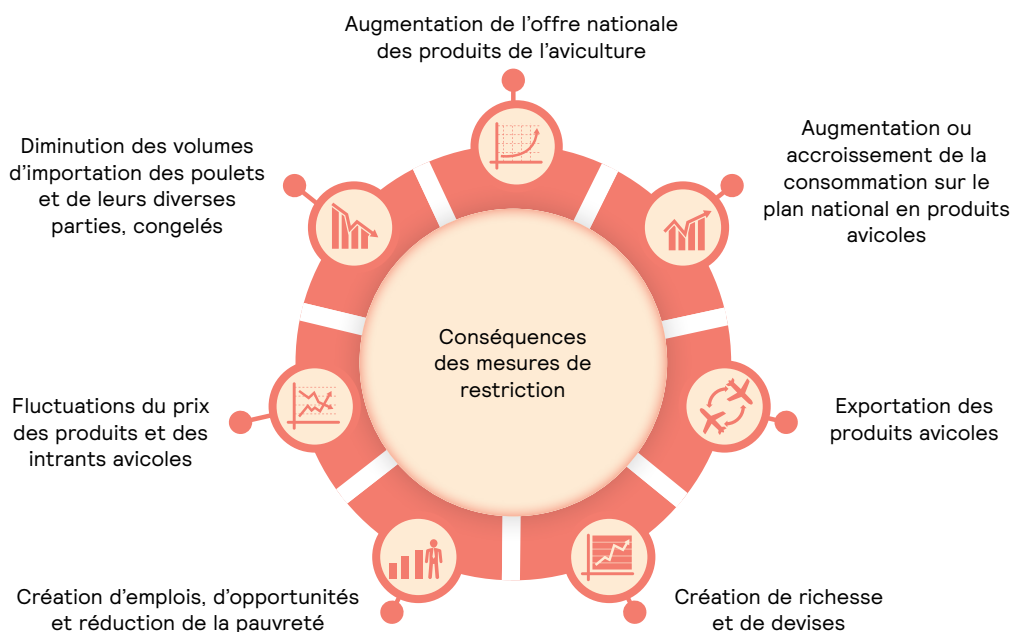 Augmentation de l'offre nationale
des produits de l'aviculture
Augmentation ou
accroissement de la
consommation sur le
plan national en produits
avicoles
Exportation des
produits avicoles
Création de richesse
et de devises
Création d'emplois, d'opportunités
et réduction de la pauvreté
Fluctuations du prix
des produits et des
intrants avicoles
Diminution des volumes
d'importation des poulets
et de leurs diverses
parties, congelés
Conséquences
des mesures de
restriction